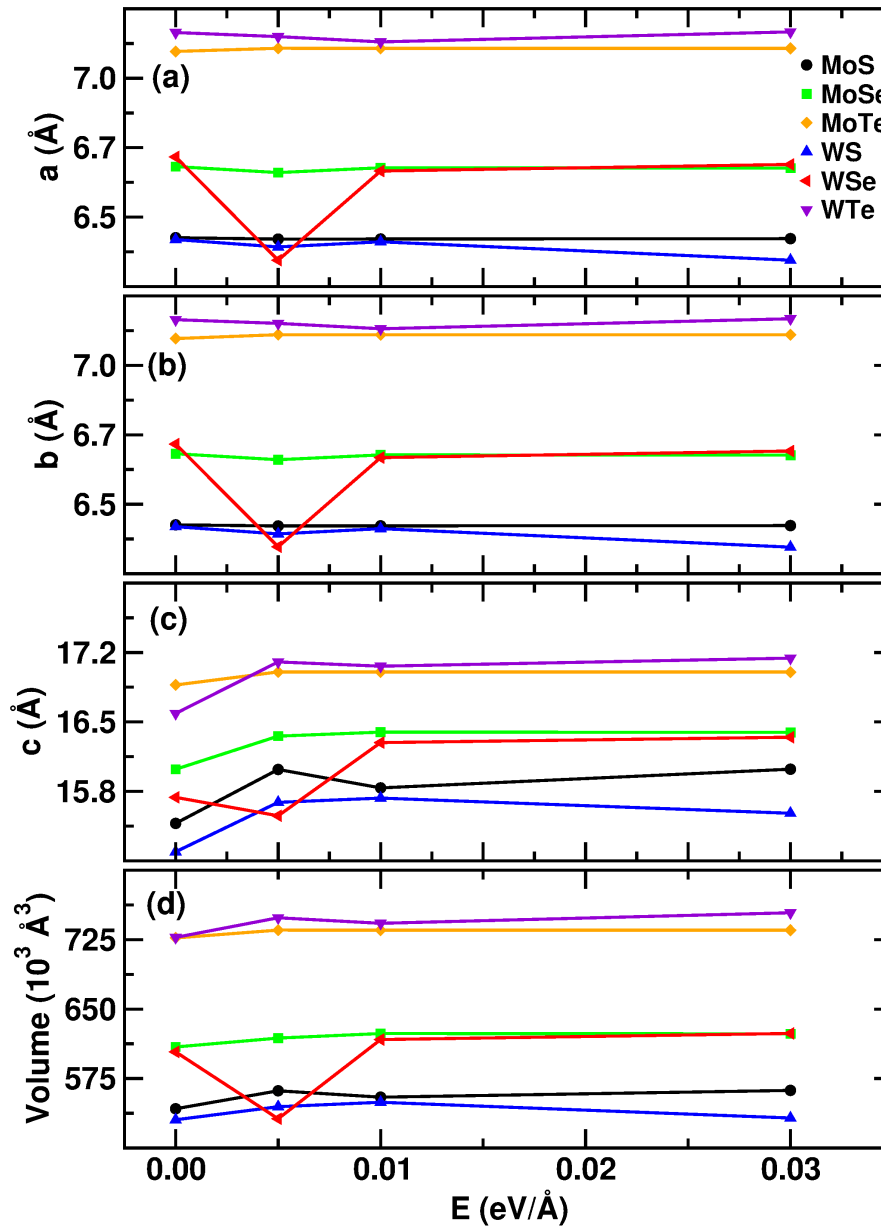 (a)
7.0
6.7
6.5
a (Å)
MoS
MoSe
MoTe
WS
WSe
WTe
(b)
7.0
6.7
6.5
b (Å)
(c)
17.2
16.5
15.8
c (Å)
(d)
725
650
575
Volume (10³ Å³)
0.00 0.01 0.02 0.03
E (eV/Å)